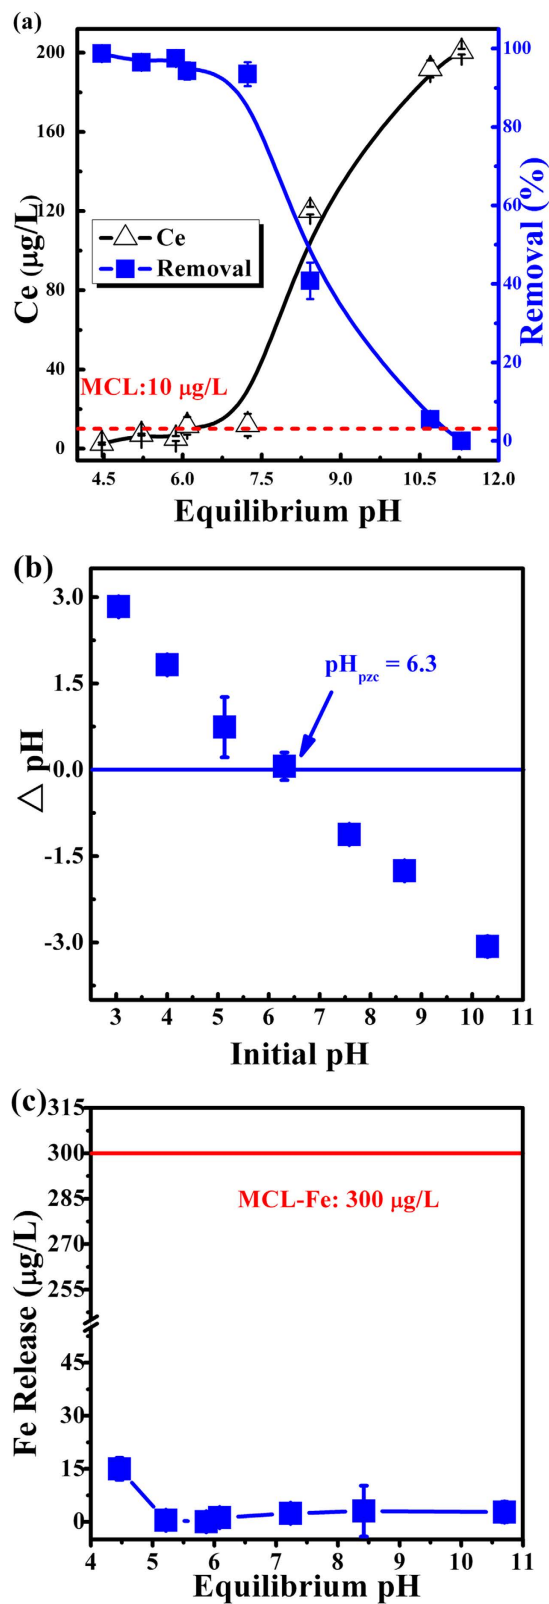 (a)
200
160
120
80
40
0
Ce (µg/L)
100
80
60
40
20
0
Removal (%)
Ce
Removal
MCL:10 µg/L
4.5 6.0 7.5 9.0 10.5 12.0
Equilibrium pH
(b)
3.0
1.5
0.0
-1.5
-3.0
△ pH
pHpzc = 6.3
3 4 5 6 7 8 9 10 11
Initial pH
(c)
315
300
285
270
255
45
30
15
0
Fe Release (µg/L)
MCL-Fe: 300 µg/L
4 5 6 7 8 9 10 11
Equilibrium pH